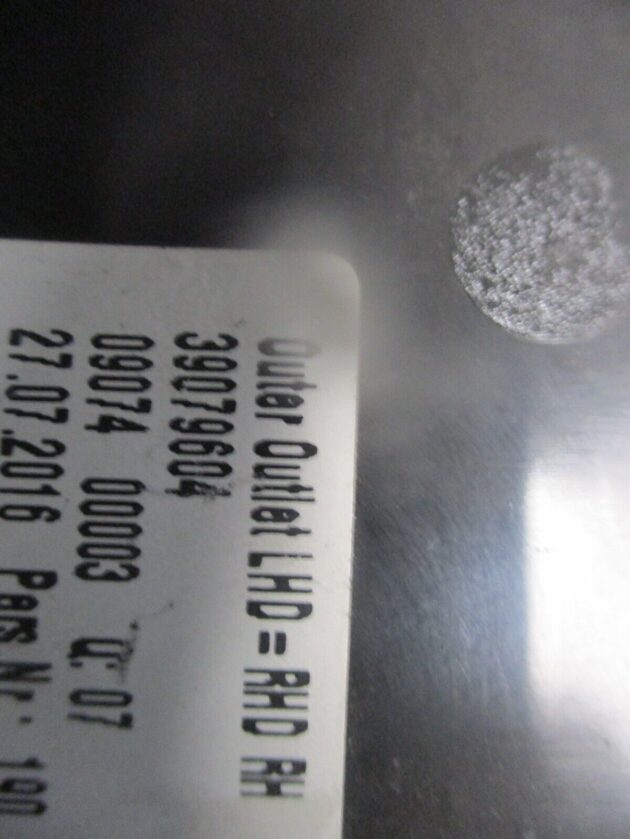 Outer Outlet LHD = RHD RH
39079604
09074 00003 U: 07
27.07.2016 Pers Nr.: 190